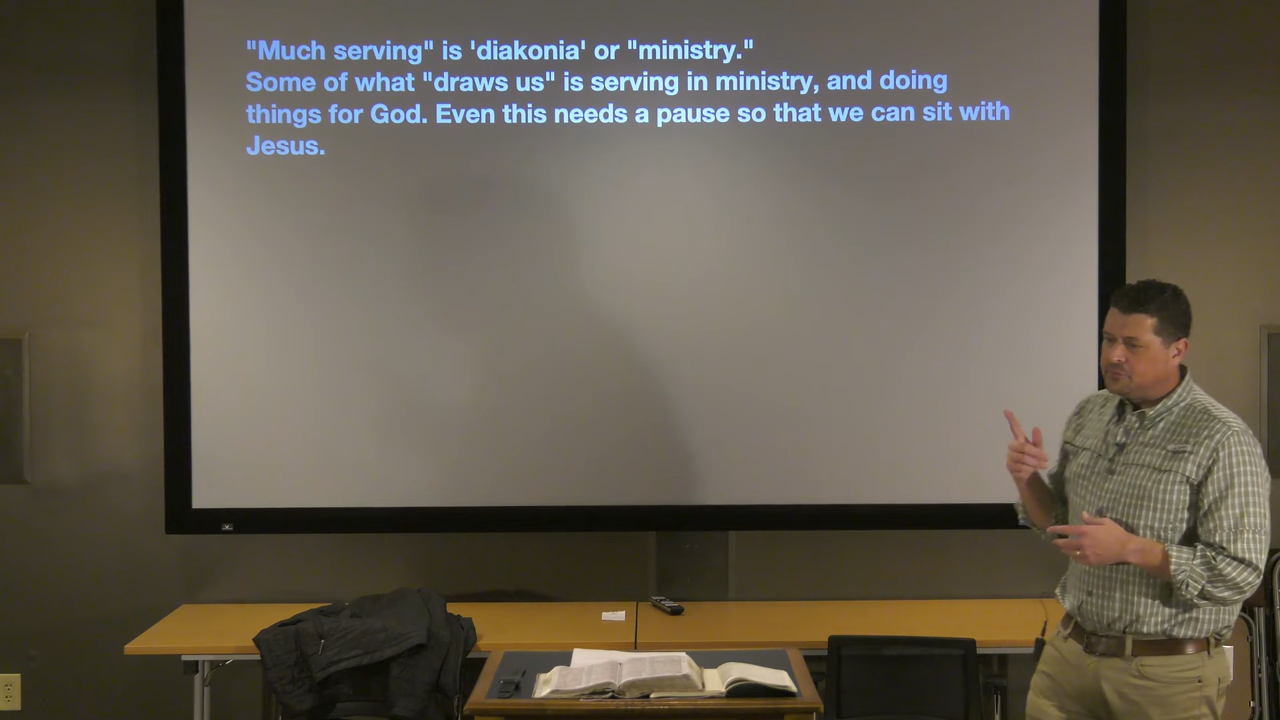 "Much serving" is 'diakonia' or "ministry."
Some of what "draws us" is serving in ministry, and doing
things for God. Even this needs a pause so that we can sit with
Jesus.